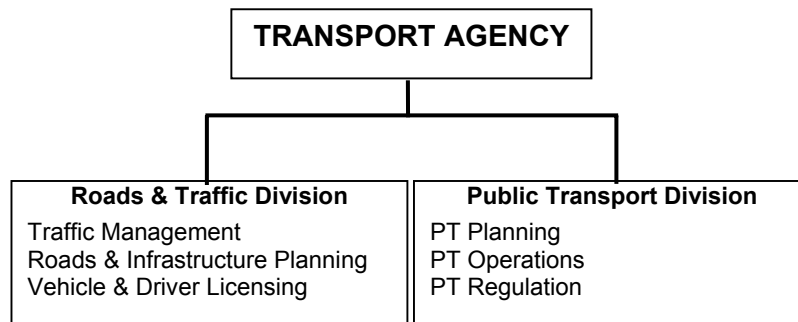 TRANSPORT AGENCY
Roads & Traffic Division
Traffic Management
Roads & Infrastructure Planning
Vehicle & Driver Licensing
Public Transport Division
PT Planning
PT Operations
PT Regulation